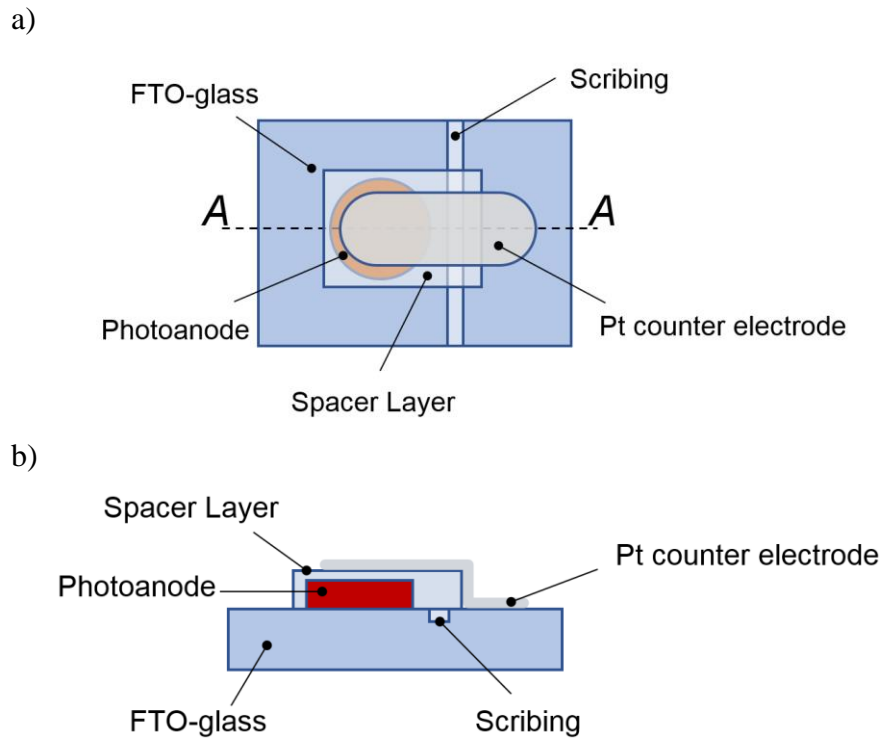 a)
Scribing
FTO-glass
A
A
Photoanode
Pt counter electrode
Spacer Layer
b)
Spacer Layer
Pt counter electrode
Photoanode
FTO-glass
Scribing